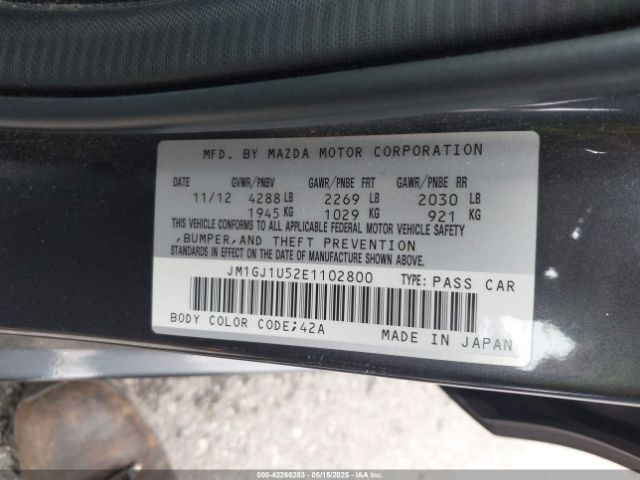 MFD. BY MAZDA MOTOR CORPORATION
DATE GVWR/PNBV GAWR/PNBE FRT GAWR/PNBE RR
11/12 4288 LB 2269 LB 2030 LB
1945 KG 1029 KG 921 KG
THIS VEHICLE CONFORMS TO ALL APPLICABLE FEDERAL MOTOR VEHICLE SAFETY
,BUMPER,AND THEFT PREVENTION
STANDARDS IN EFFECT ON THE DATE OF MANUFACTURE SHOWN ABOVE.
JM1GJ1U52E1102800 TYPE: PASS CAR
BODY COLOR CODE;42A MADE IN JAPAN
000-42266283 - 05/15/2025 - IAAI Production